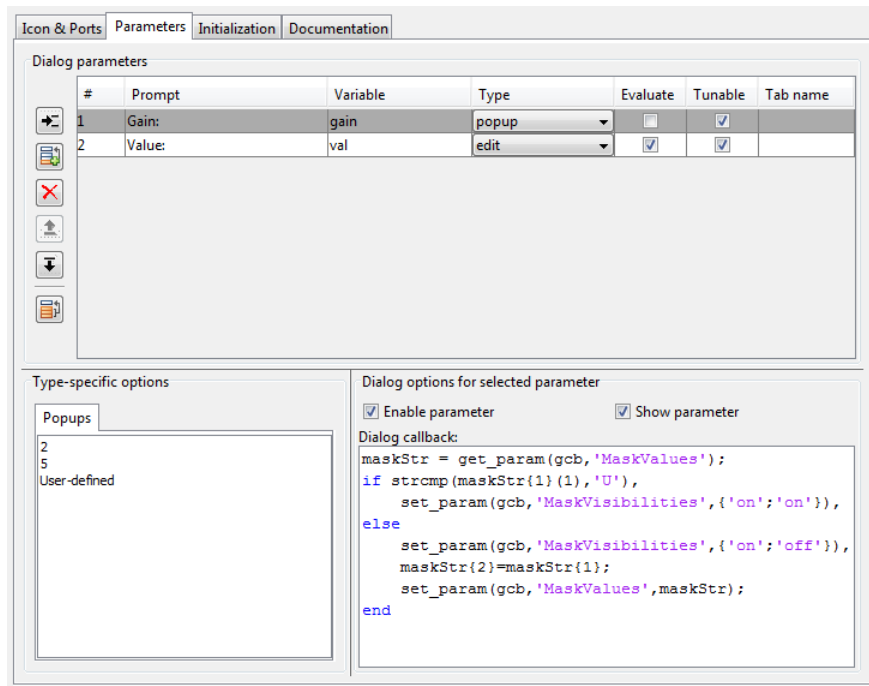 Icon & Ports Parameters Initialization Documentation
Dialog parameters
# Prompt Variable Type Evaluate Tunable Tab name
1 Gain: gain popup
2 Value: val edit
Type-specific options
Popups
2
5
User-defined
Dialog options for selected parameter
Enable parameter Show parameter
Dialog callback:
maskStr = get_param(gcb,'MaskValues');
if strcmp(maskStr{1}(1),'U'),
    set_param(gcb,'MaskVisibilities',{'on';'on'}),
else
    set_param(gcb,'MaskVisibilities',{'on';'off'}),
    maskStr{2}=maskStr{1};
    set_param(gcb,'MaskValues',maskStr);
end